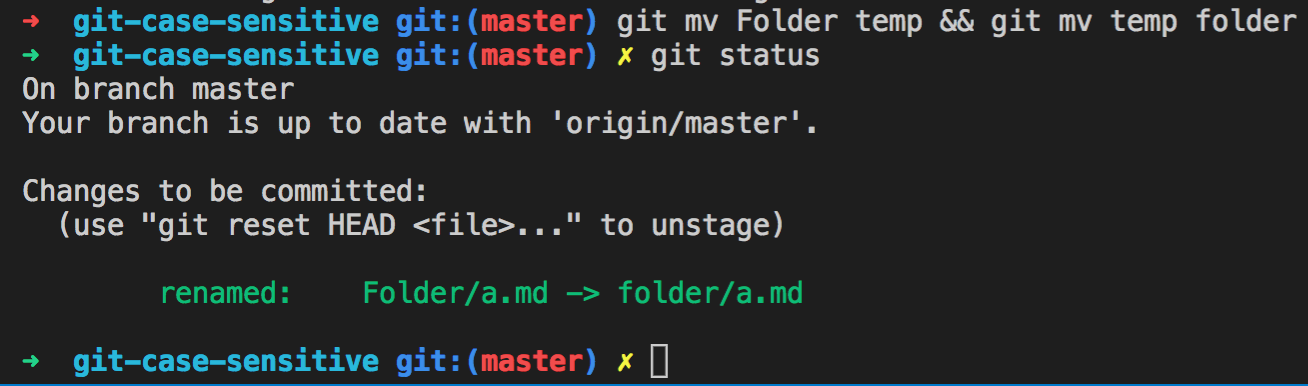 ➜  git-case-sensitive git:(master) git mv Folder temp && git mv temp folder
➜  git-case-sensitive git:(master) ✗ git status
On branch master
Your branch is up to date with 'origin/master'.
Changes to be committed:
  (use "git reset HEAD <file>..." to unstage)
        renamed:    Folder/a.md -> folder/a.md
➜  git-case-sensitive git:(master) ✗